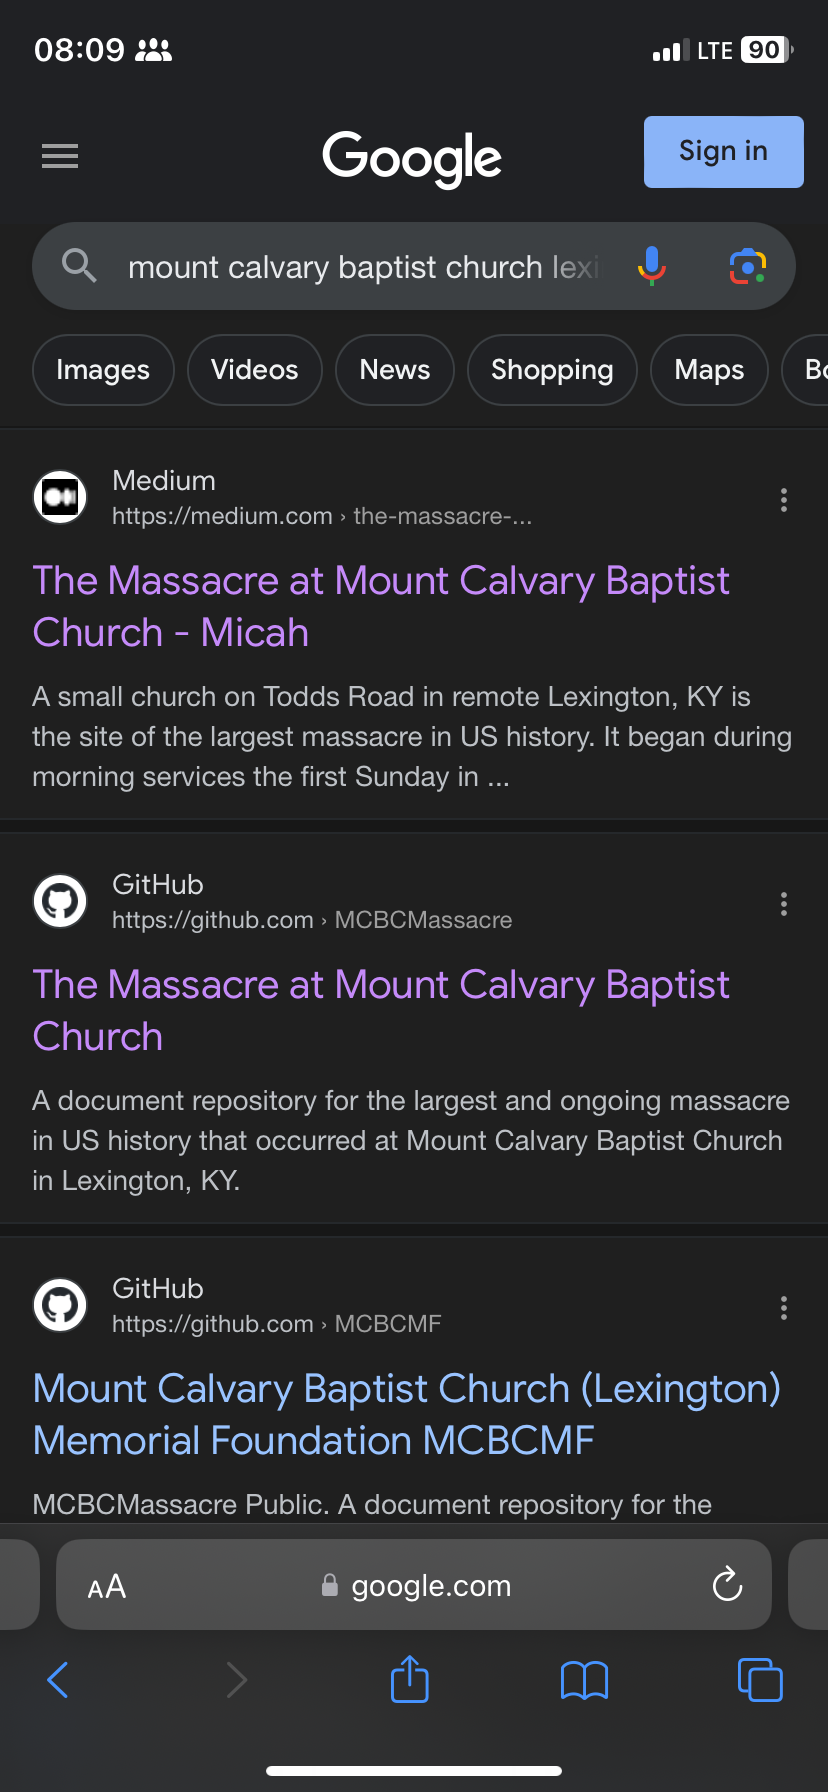 08:09
LTE 90
Google
Sign in
mount calvary baptist church lexi
Images Videos News Shopping Maps Bo
Medium
https://medium.com › the-massacre-...
The Massacre at Mount Calvary Baptist
Church - Micah
A small church on Todds Road in remote Lexington, KY is
the site of the largest massacre in US history. It began during
morning services the first Sunday in ...
GitHub
https://github.com › MCBCMassacre
The Massacre at Mount Calvary Baptist
Church
A document repository for the largest and ongoing massacre
in US history that occurred at Mount Calvary Baptist Church
in Lexington, KY.
GitHub
https://github.com › MCBCMF
Mount Calvary Baptist Church (Lexington)
Memorial Foundation MCBCMF
MCBCMassacre Public. A document repository for the
AA google.com